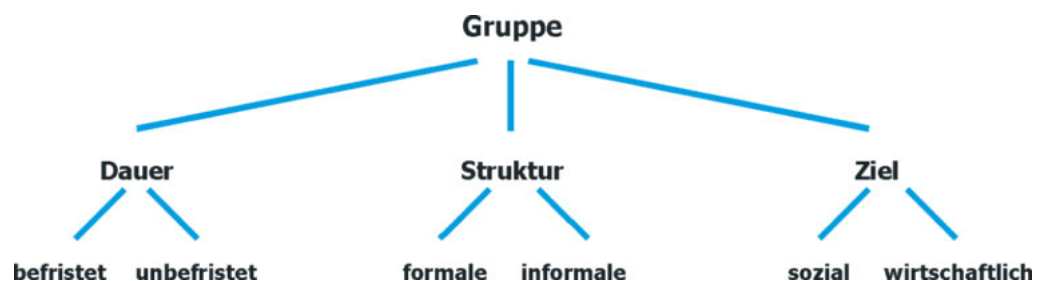 Gruppe
Dauer Struktur Ziel
befristet unbefristet formale informale sozial wirtschaftlich